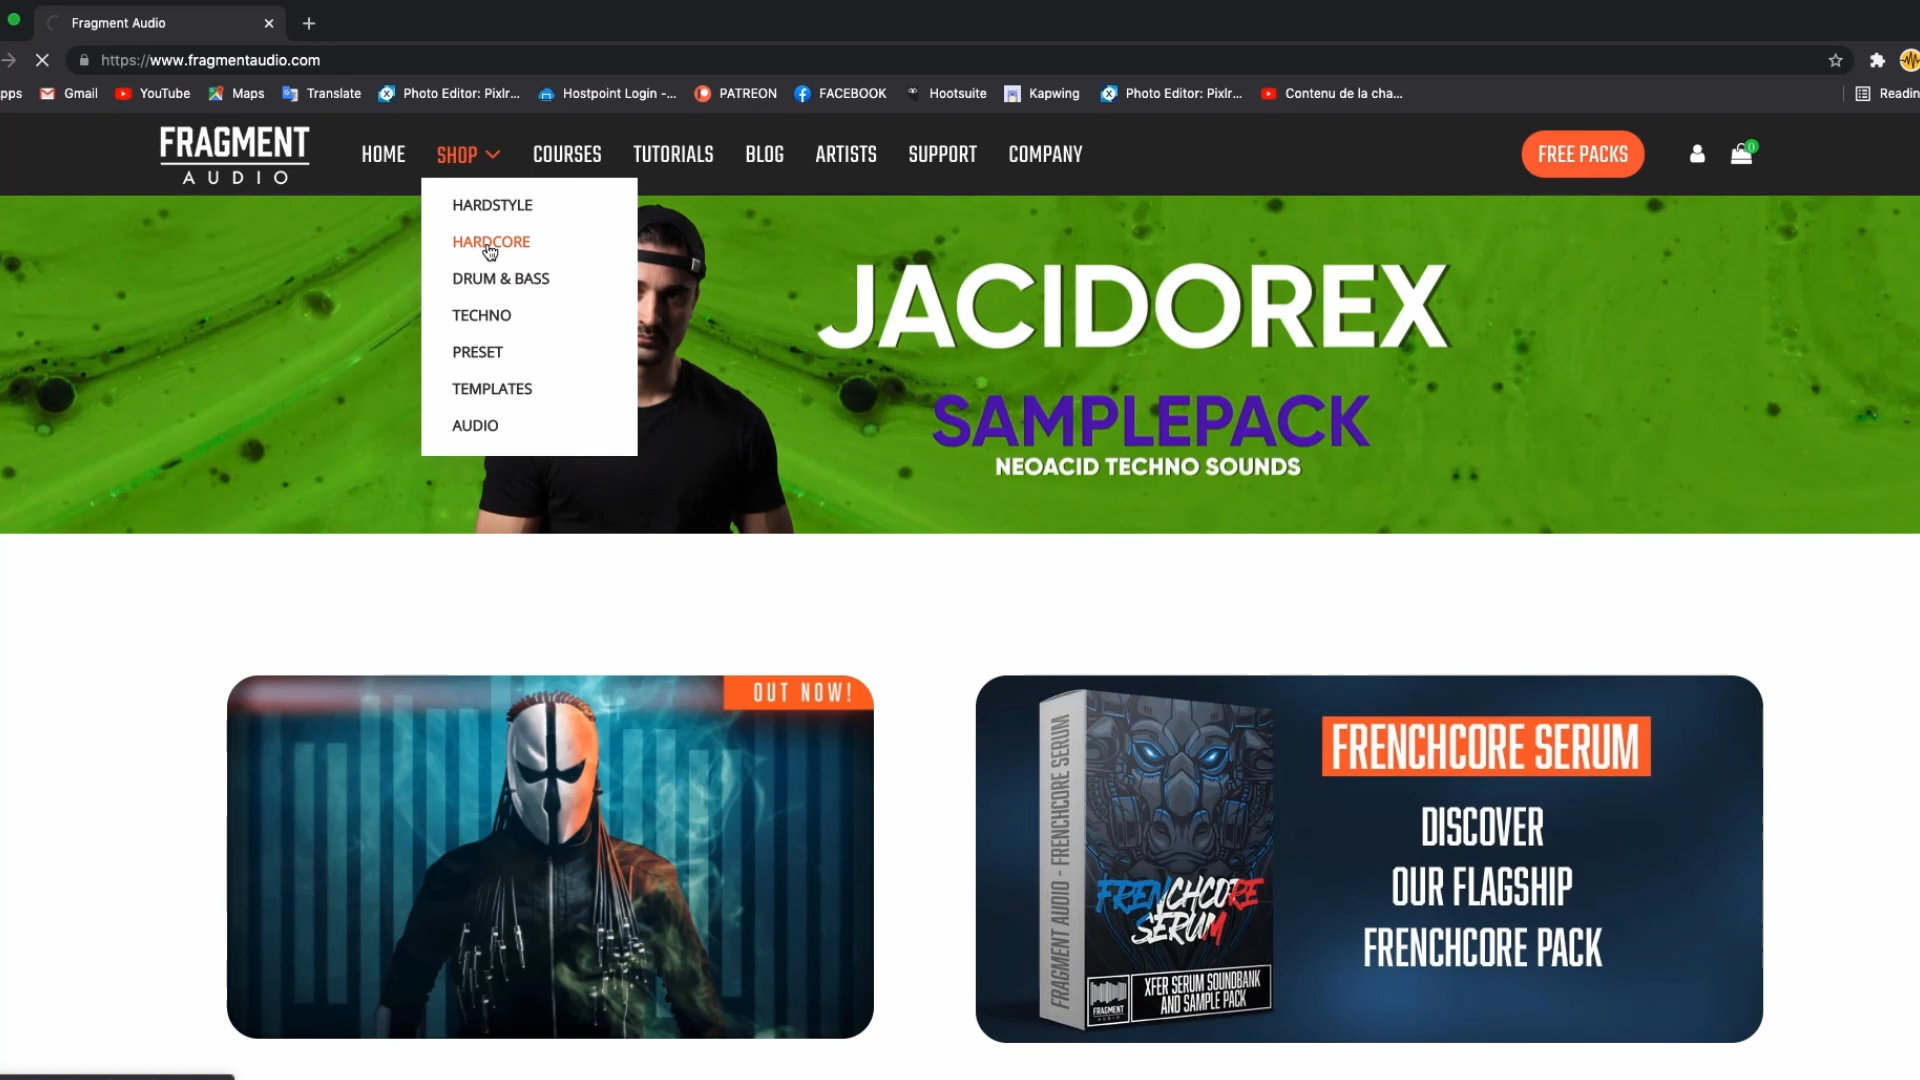 Fragment Audio
https://www.fragmentaudio.com
pps
Gmail
YouTube
Maps
Translate
Photo Editor: Pixlr...
Hostpoint Login -...
PATREON
FACEBOOK
Hootsuite
Kapwing
Photo Editor: Pixlr...
Contenu de la cha...
Readin
FRAGMENT
AUDIO
HOME
SHOP
COURSES
TUTORIALS
BLOG
ARTISTS
SUPPORT
COMPANY
FREE PACKS
0
HARDSTYLE
HARDCORE
DRUM & BASS
TECHNO
PRESET
TEMPLATES
AUDIO
JACIDOREX
SAMPLEPACK
NEOACID TECHNO SOUNDS
OUT NOW!
FRAGMENT AUDIO - FRENCHCORE SERUM
FRENCHCORE
SERUM
FRAGMENT
AUDIO
XFER SERUM SOUNDBANK
AND SAMPLE PACK
FRENCHCORE SERUM
DISCOVER
OUR FLAGSHIP
FRENCHCORE PACK